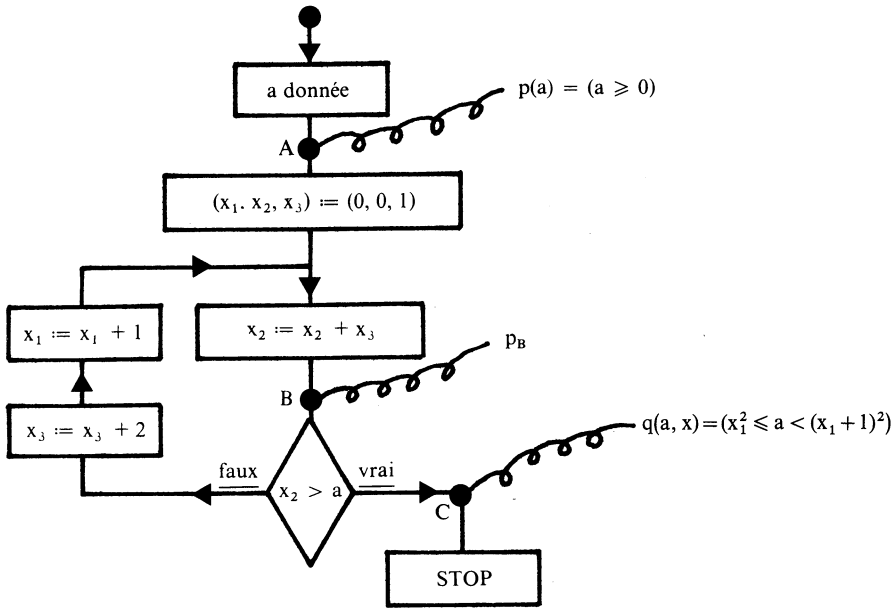 a donnée
p(a) = (a ⩾ 0)
A
(x₁. x₂, x₃) := (0, 0, 1)
x₁ := x₁ + 1
x₂ := x₂ + x₃
p_B
B
x₃ := x₃ + 2
q(a, x) = (x₁² ⩽ a < (x₁ + 1)²)
faux
x₂ > a
vrai
C
STOP